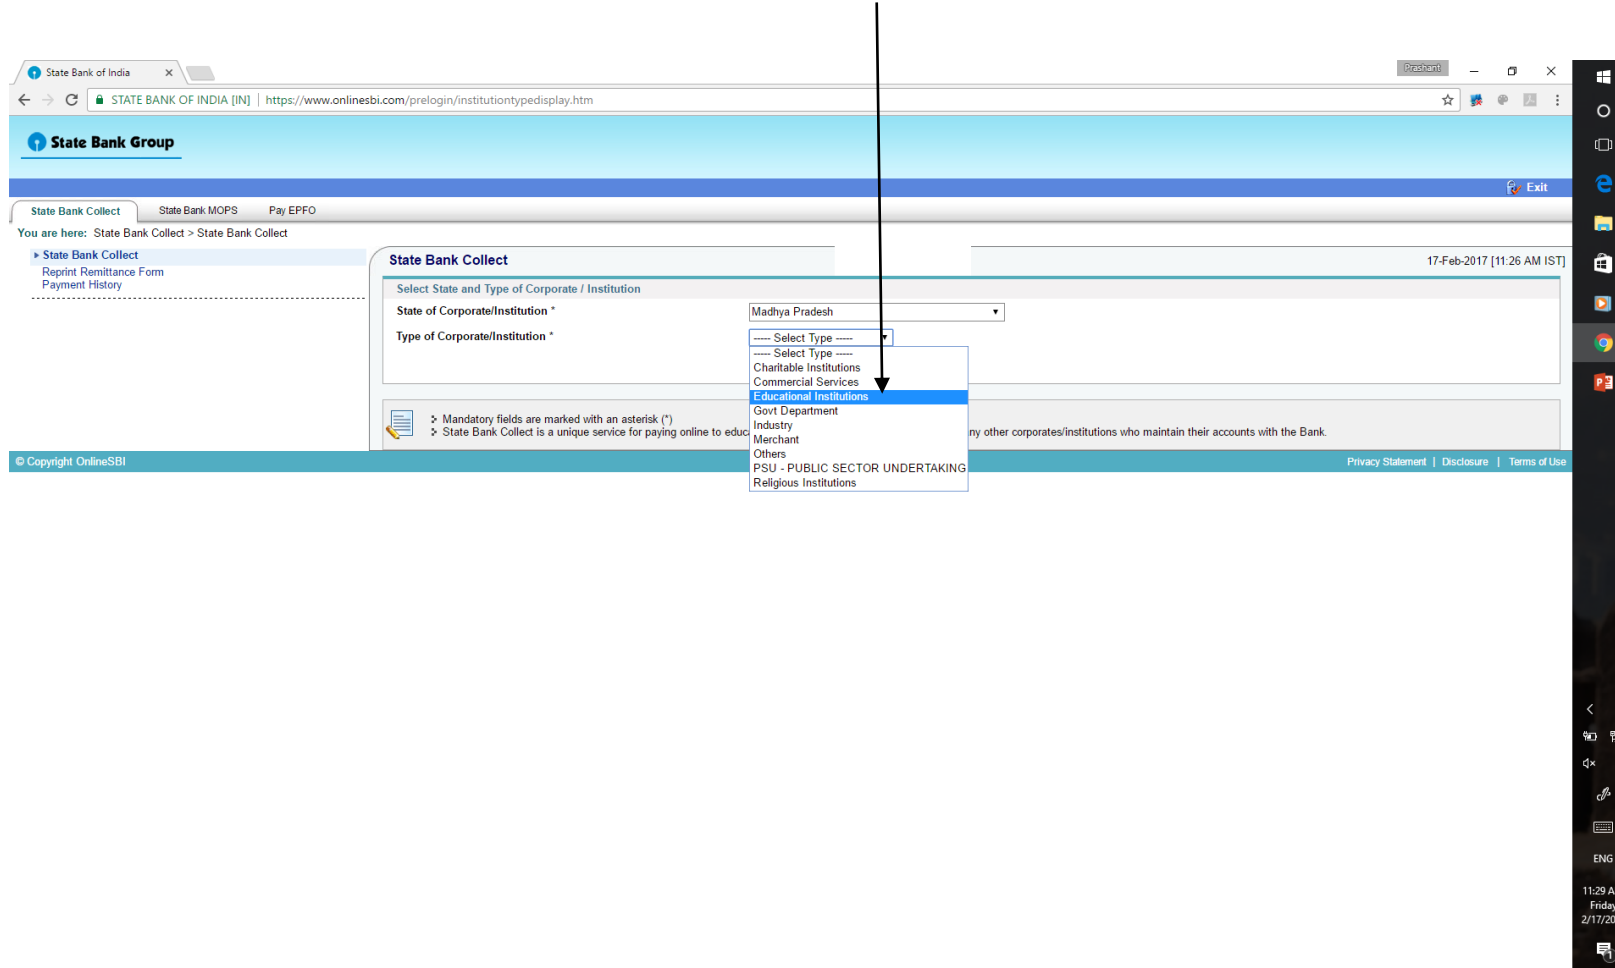 State Bank of India
Prashant
STATE BANK OF INDIA [IN] | https://www.onlinesbi.com/prelogin/institutiontypedisplay.htm
State Bank Group
Exit
State Bank Collect State Bank MOPS Pay EPFO
You are here: State Bank Collect > State Bank Collect
State Bank Collect
Reprint Remittance Form
Payment History
State Bank Collect
17-Feb-2017 [11:26 AM IST]
Select State and Type of Corporate / Institution
State of Corporate/Institution * Madhya Pradesh
Type of Corporate/Institution * ----- Select Type -----
----- Select Type -----
Charitable Institutions
Commercial Services
Educational Institutions
Govt Department
Industry
Merchant
Others
PSU - PUBLIC SECTOR UNDERTAKING
Religious Institutions
Mandatory fields are marked with an asterisk (*)
State Bank Collect is a unique service for paying online to educ ny other corporates/institutions who maintain their accounts with the Bank.
© Copyright OnlineSBI
Privacy Statement | Disclosure | Terms of Use
ENG
11:29 A
Friday
2/17/20
1